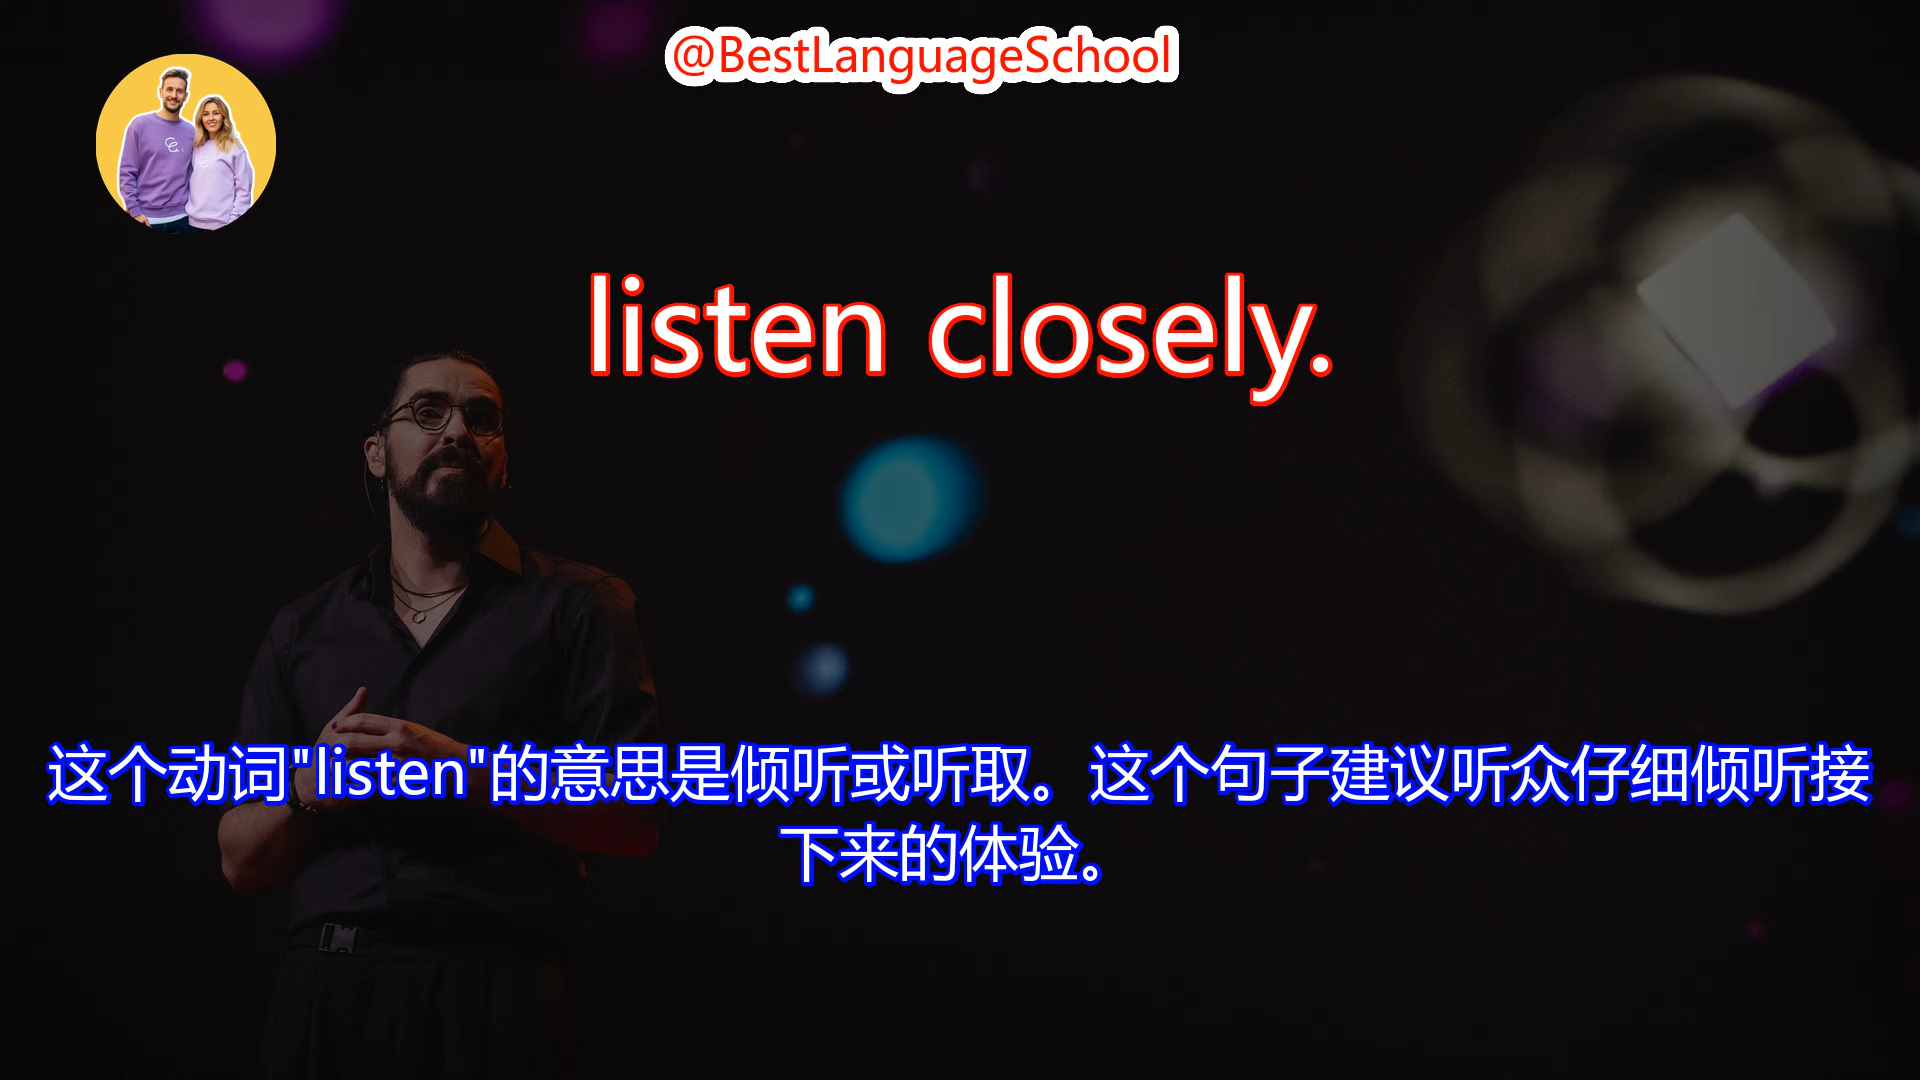 @BestLanguageSchool
listen closely.
这个动词"listen"的意思是倾听或听取。这个句子建议听众仔细倾听接
下来的体验。